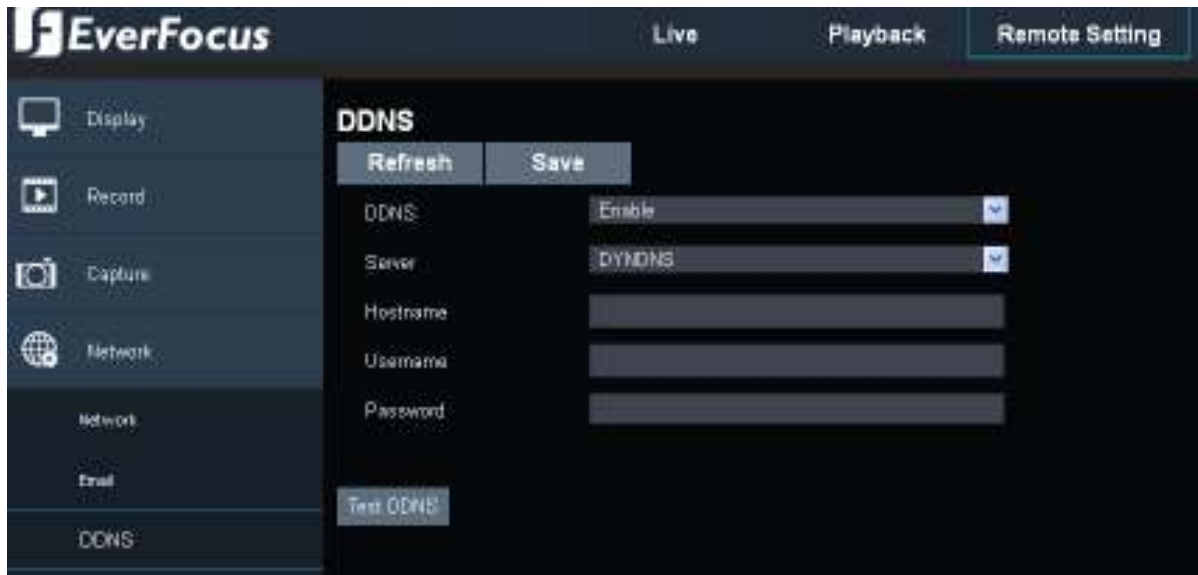 EverFocus
Live
Playback
Remote Setting
Display
Record
Capture
Network
Network
Email
DDNS
DDNS
Refresh
Save
DDNS
Enable
Server
DYNDNS
Hostname
Username
Password
Test DDNS